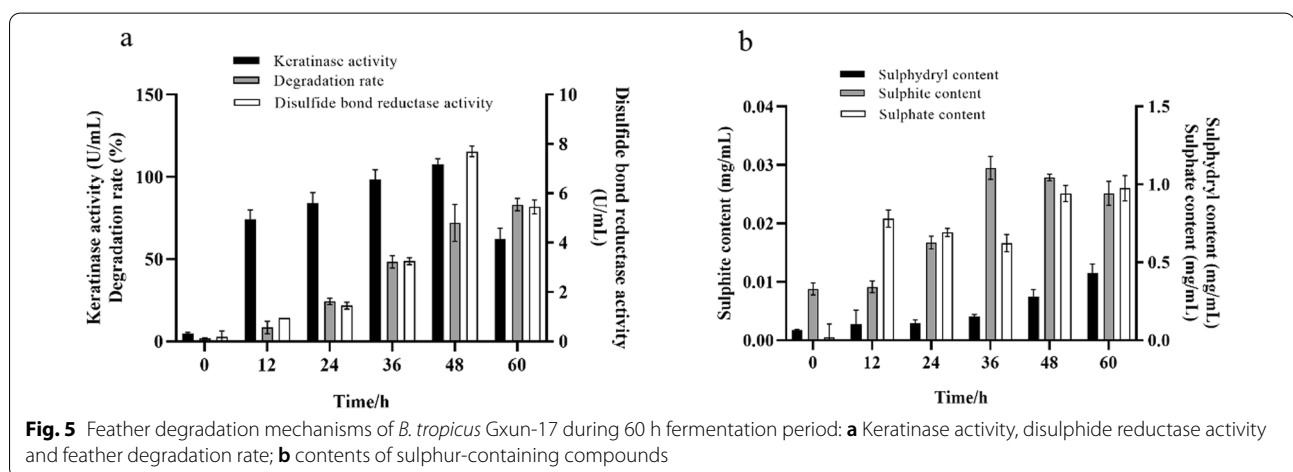 a
Keratinase activity
Degradation rate
Disulfide bond reductase activity
Keratinase activity (U/mL)
Degradation rate (%)
150
100
50
0
10
8
6
4
2
0
Disulfide bond reductase activity
(U/mL)
0 12 24 36 48 60
Time/h
b
Sulphydryl content
Sulphite content
Sulphate content
Sulphite content (mg/mL)
0.04
0.03
0.02
0.01
0.00
1.5
1.0
0.5
0.0
Sulphydryl content (mg/mL)
Sulphate content (mg/mL)
0 12 24 36 48 60
Time/h
Fig. 5 Feather degradation mechanisms of B. tropicus Gxun-17 during 60 h fermentation period: a Keratinase activity, disulphide reductase activity
and feather degradation rate; b contents of sulphur-containing compounds